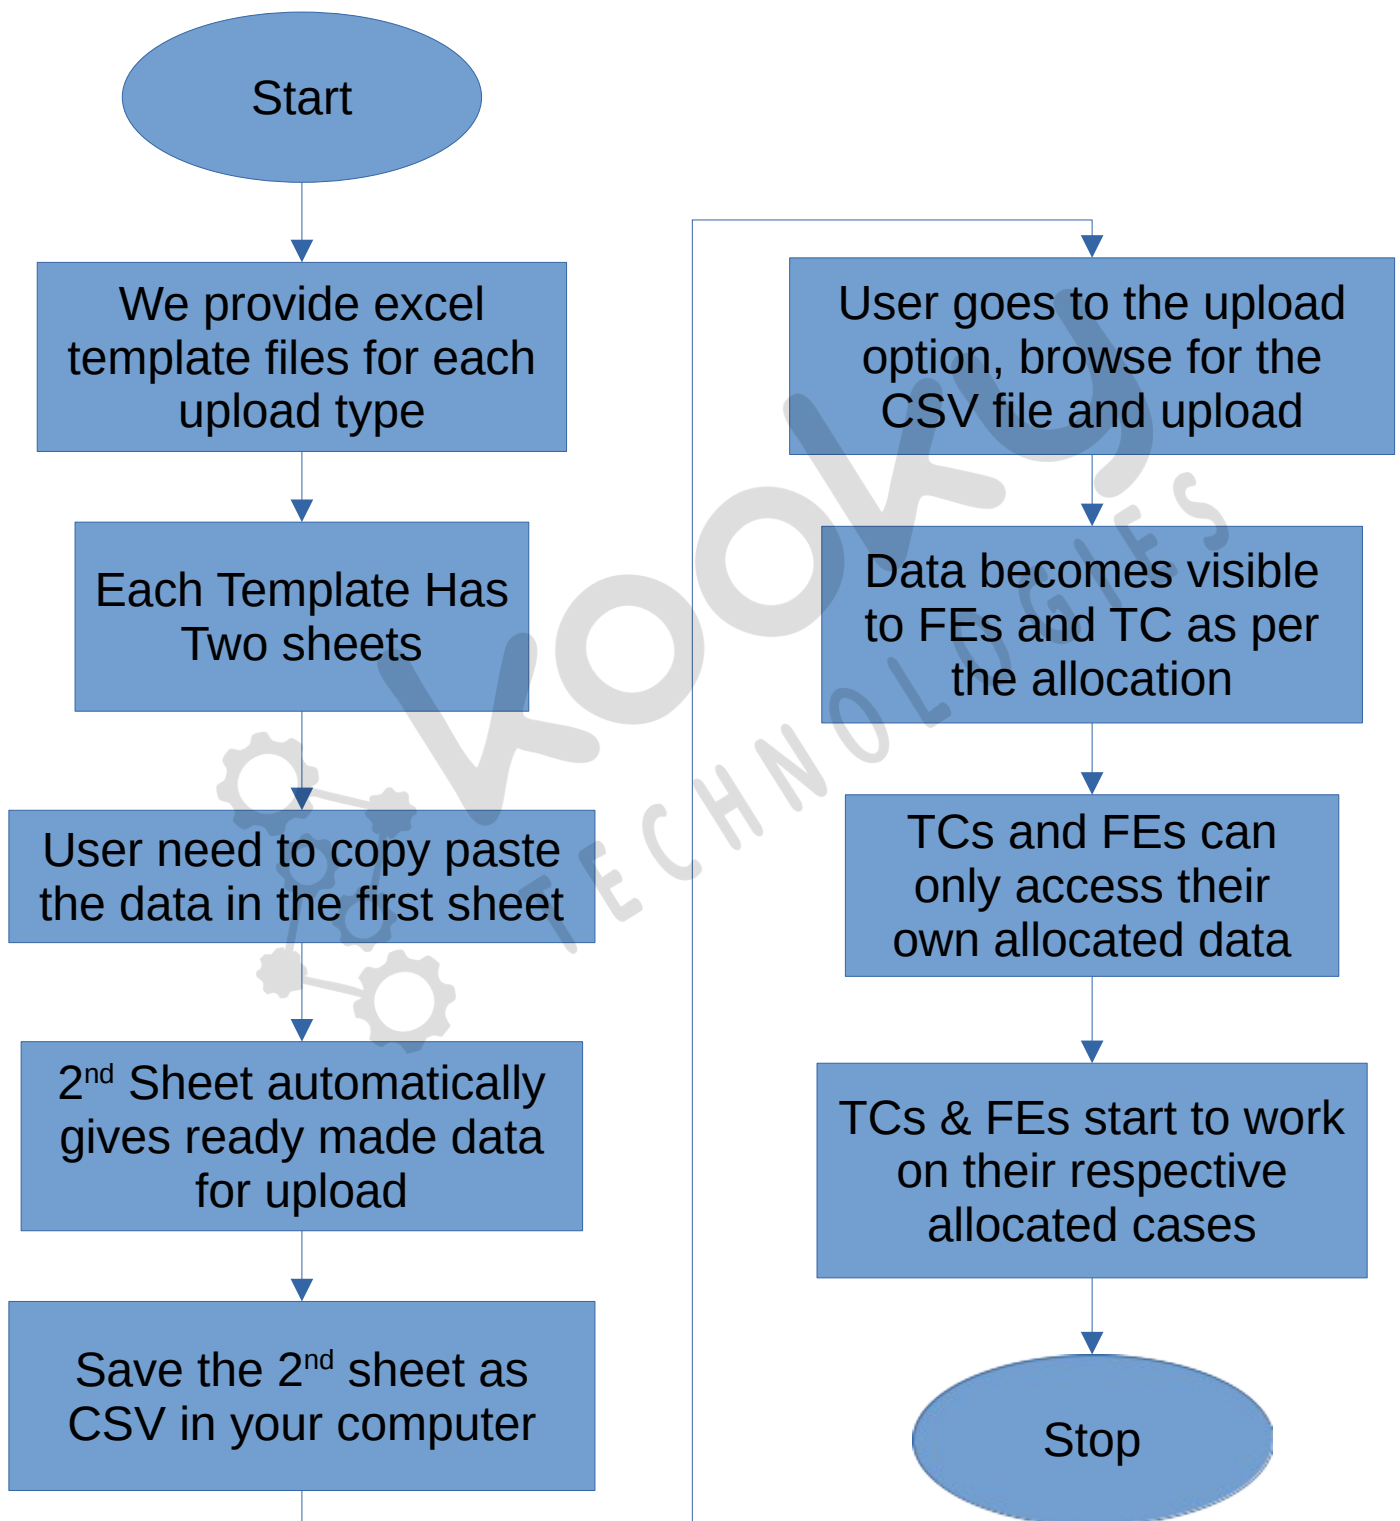 Start
We provide excel
template files for each
upload type
Each Template Has
Two sheets
User need to copy paste
the data in the first sheet
2nd Sheet automatically
gives ready made data
for upload
Save the 2nd sheet as
CSV in your computer
User goes to the upload
option, browse for the
CSV file and upload
Data becomes visible
to FEs and TC as per
the allocation
TCs and FEs can
only access their
own allocated data
TCs & FEs start to work
on their respective
allocated cases
Stop
kooky
TECHNOLOGIES